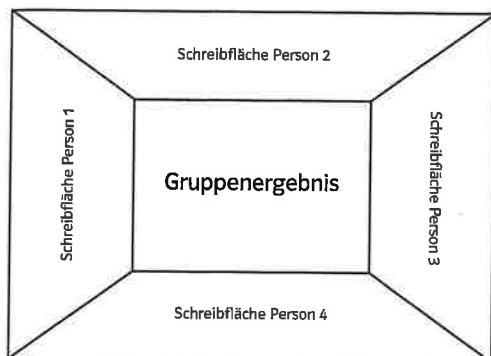 Schreibfläche Person 2
Schreibfläche Person 1
Gruppenergebnis
Schreibfläche Person 3
Schreibfläche Person 4